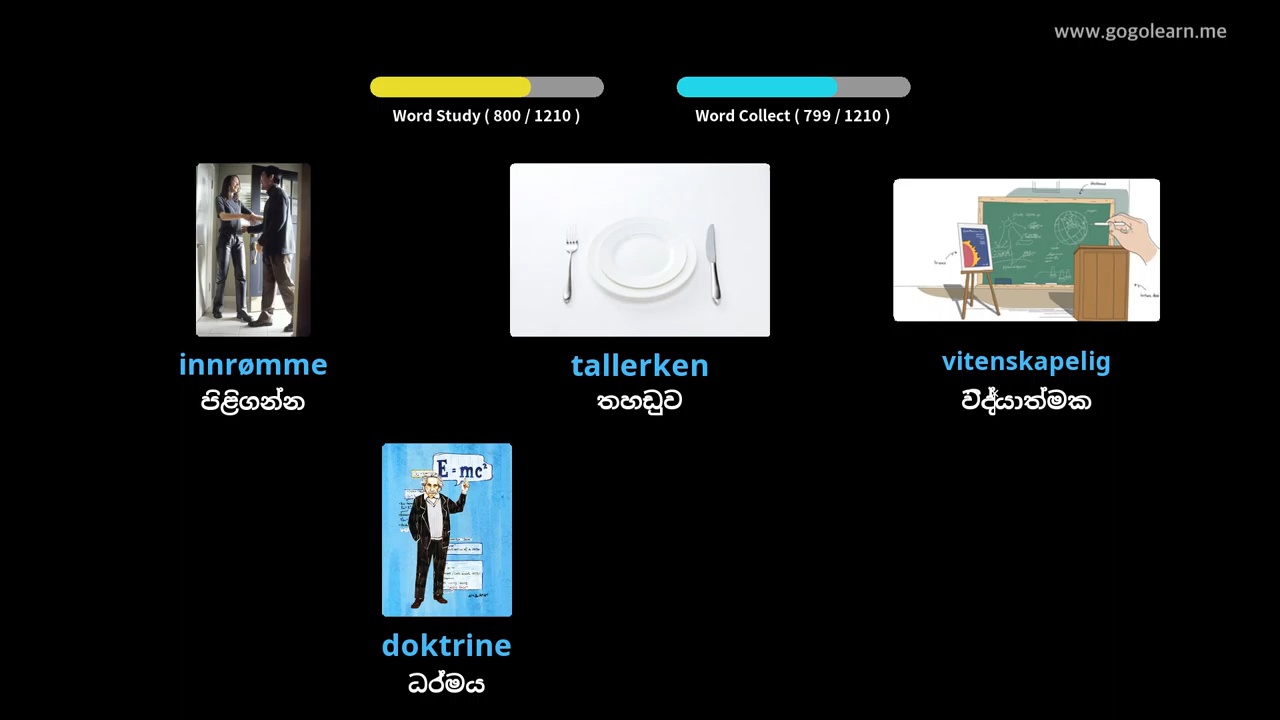 www.gogolearn.me
Word Study ( 800 / 1210 )
Word Collect ( 799 / 1210 )
innrømme
පිළිගන්න
tallerken
තහඩුව
vitenskapelig
විද්යාත්මක
E=mc²
doktrine
ධර්මය